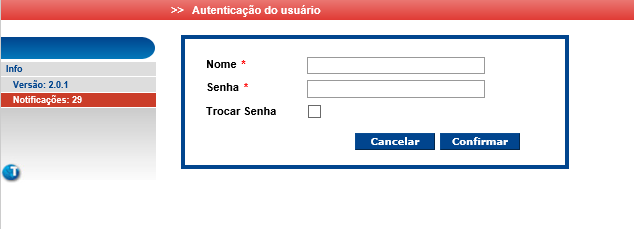 >> Autenticação do usuário
Info
Versão: 2.0.1
Notificações: 29
T
Nome *
Senha *
Trocar Senha
Cancelar Confirmar